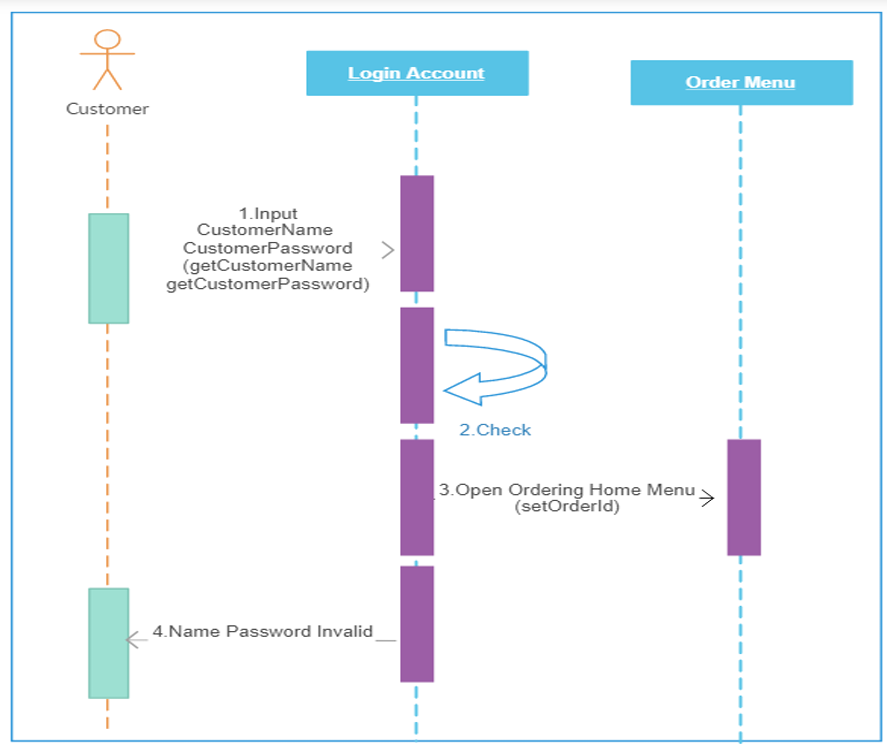 Customer
Login Account
Order Menu
1.Input
CustomerName
CustomerPassword
(getCustomerName
getCustomerPassword)
2.Check
3.Open Ordering Home Menu
(setOrderId)
4.Name Password Invalid